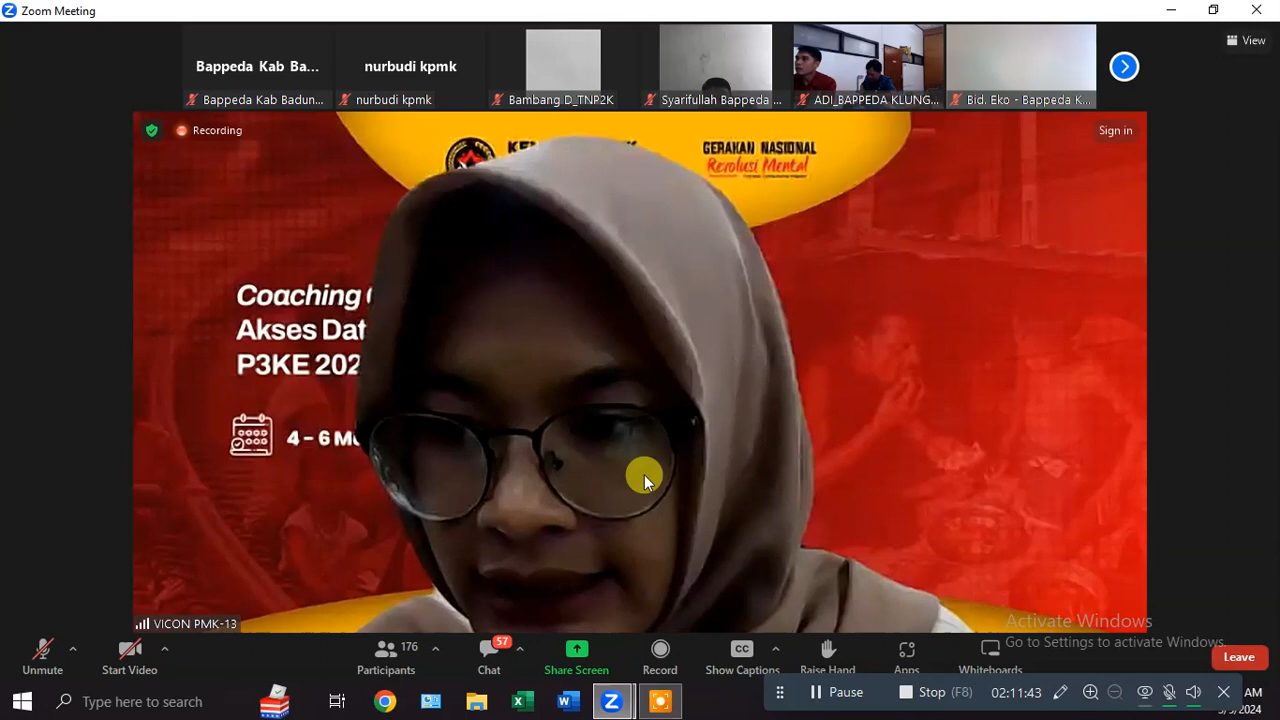 Zoom Meeting
Bappeda Kab Ba...
nurbudi kpmk
View
Bappeda Kab Badun...
nurbudi kpmk
Bambang D_TNP2K
Syarifullah Bappeda ...
ADI_BAPPEDA KLUNG...
Bid. Eko - Bappeda K...
Recording
Sign in
GERAKAN NASIONAL
Revolusi Mental
Coaching
Akses Dat
P3KE 202
4 – 6 M
VICON PMK-13
Activate Windows
Go to Settings to activate Windows.
Unmute
Start Video
Participants
176
Chat
57
Share Screen
Record
Show Captions
Raise Hand
Apps
Whiteboards
Leave
Type here to search
Pause
Stop (F8)
02:11:43
AM